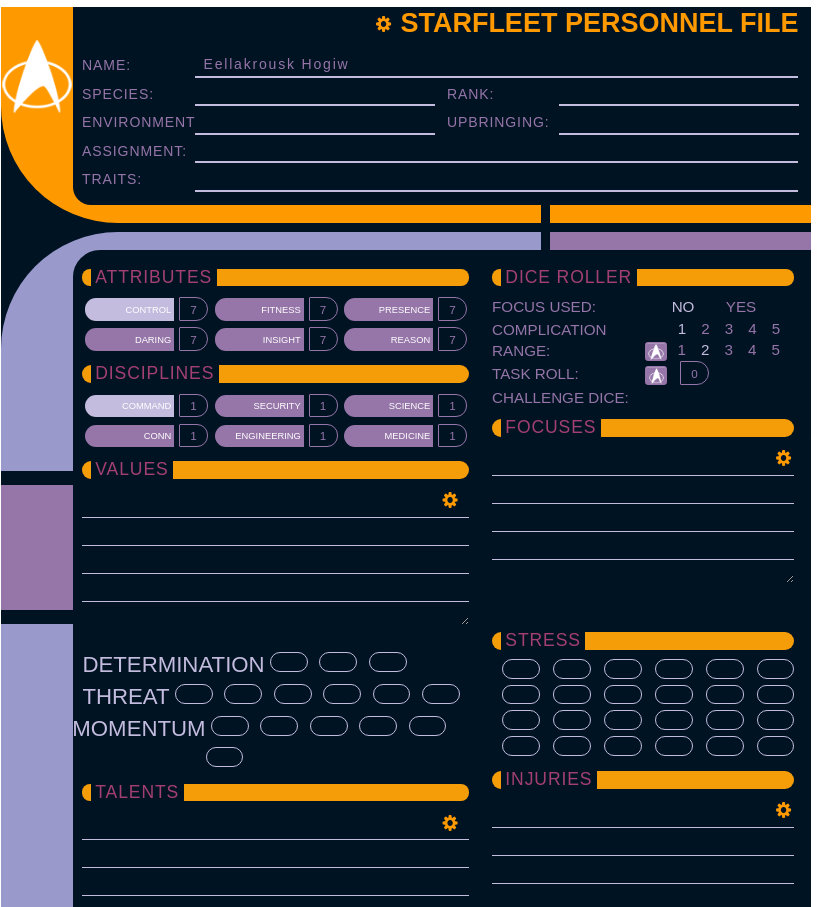 STARFLEET PERSONNEL FILE
NAME: Eellakrousk Hogiw
SPECIES: RANK:
ENVIRONMENT UPBRINGING:
ASSIGNMENT:
TRAITS:
ATTRIBUTES
CONTROL 7 FITNESS 7 PRESENCE 7
DARING 7 INSIGHT 7 REASON 7
DISCIPLINES
COMMAND 1 SECURITY 1 SCIENCE 1
CONN 1 ENGINEERING 1 MEDICINE 1
VALUES
DETERMINATION
THREAT
MOMENTUM
TALENTS
DICE ROLLER
FOCUS USED: NO YES
COMPLICATION 1 2 3 4 5
RANGE: 1 2 3 4 5
TASK ROLL: 0
CHALLENGE DICE:
FOCUSES
STRESS
INJURIES